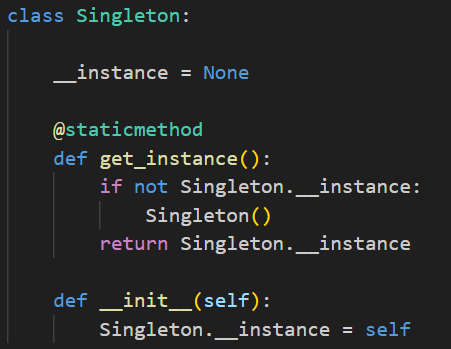 class Singleton:
    __instance = None
    @staticmethod
    def get_instance():
        if not Singleton.__instance:
            Singleton()
        return Singleton.__instance
    def __init__(self):
        Singleton.__instance = self